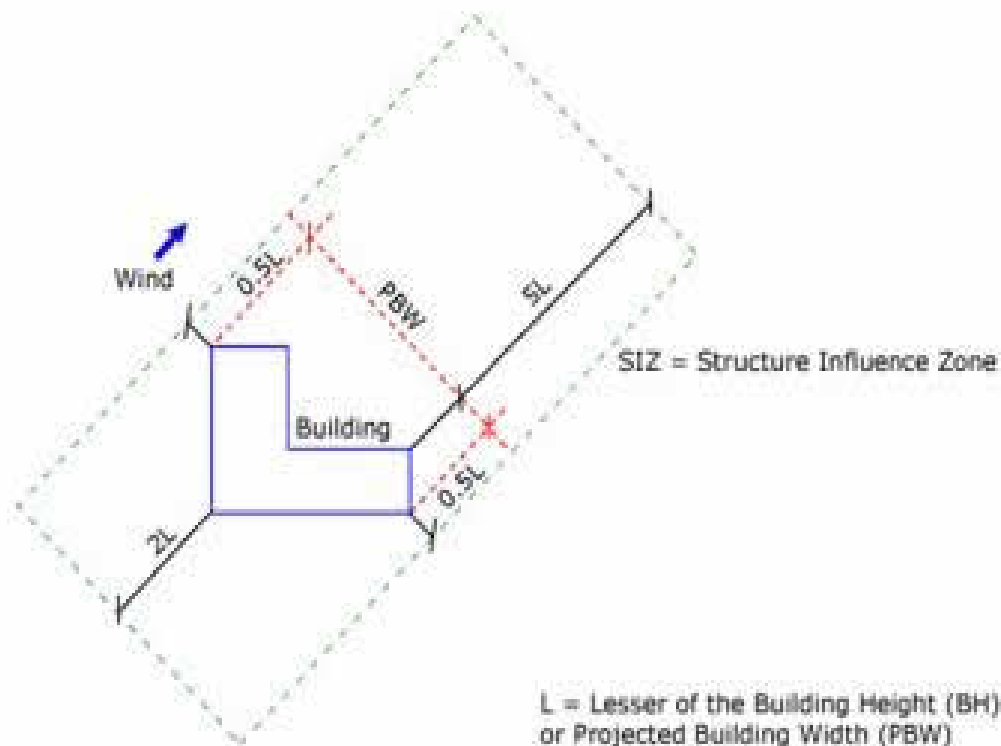 0.5L
Wind
PBW
5L
SIZ = Structure Influence Zone
Building
0.5L
2L
L = Lesser of the Building Height (BH)
or Projected Building Width (PBW)